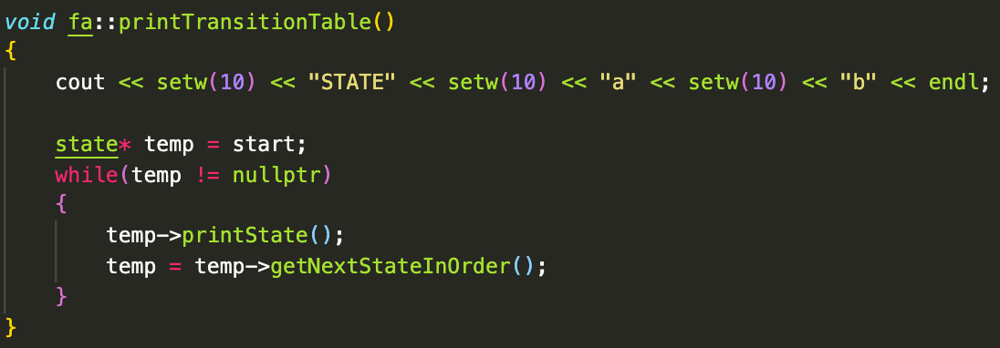 void fa::printTransitionTable()
{
    cout << setw(10) << "STATE" << setw(10) << "a" << setw(10) << "b" << endl;
    state* temp = start;
    while(temp != nullptr)
    {
        temp->printState();
        temp = temp->getNextStateInOrder();
    }
}